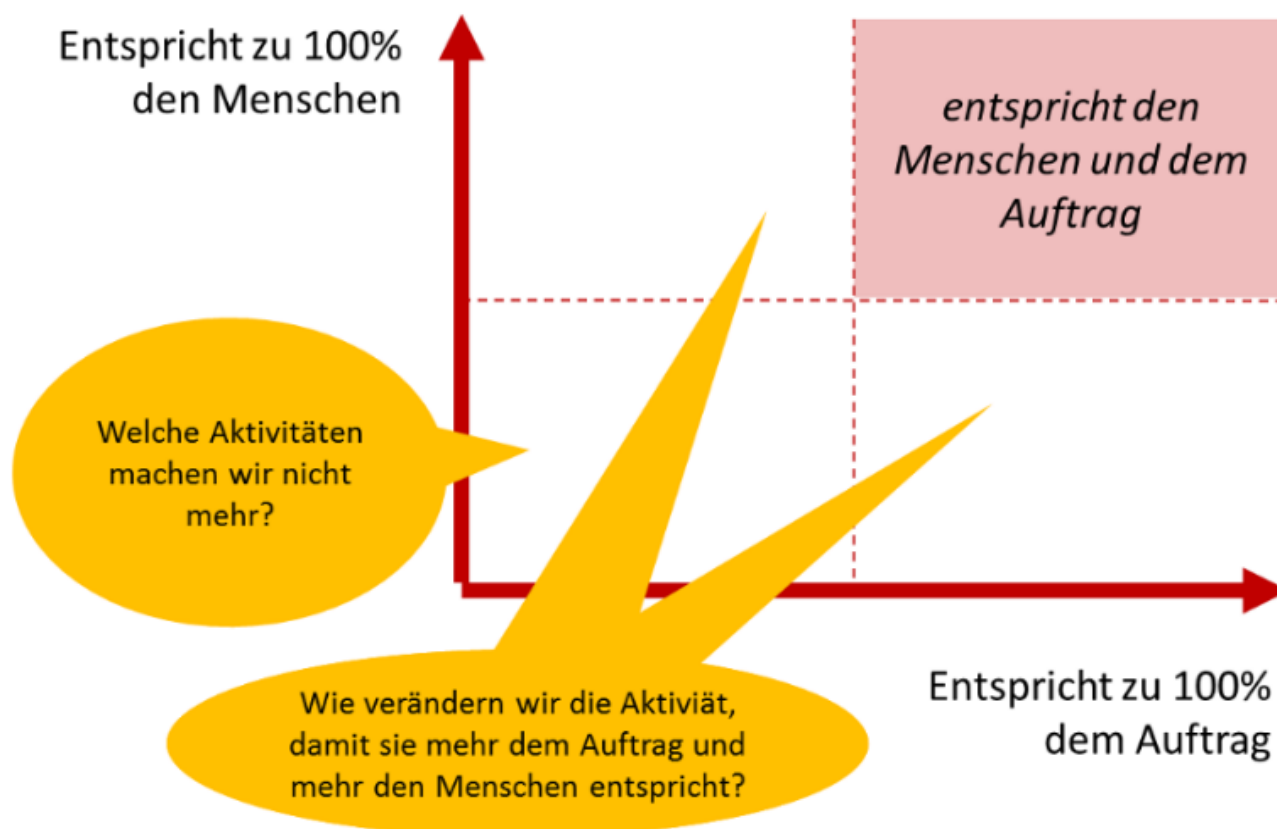 Entspricht zu 100%
den Menschen
entspricht den
Menschen und dem
Auftrag
Welche Aktivitäten
machen wir nicht
mehr?
Wie verändern wir die Aktiviät,
damit sie mehr dem Auftrag und
mehr den Menschen entspricht?
Entspricht zu 100%
dem Auftrag